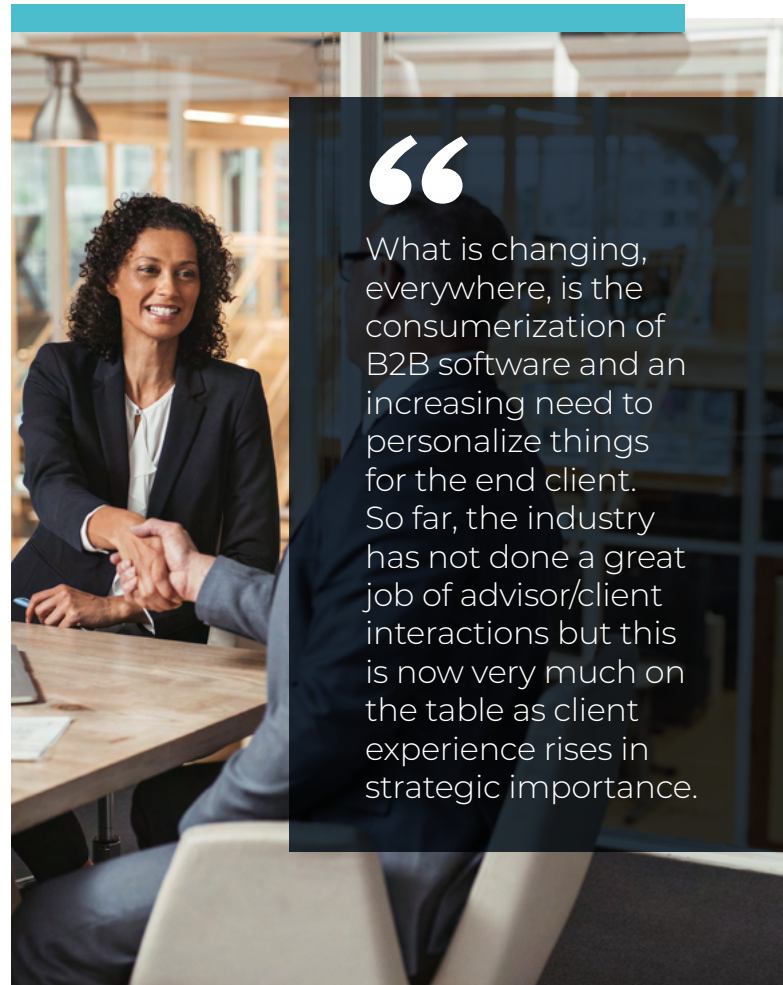 “
What is changing,
everywhere, is the
consumerization of
B2B software and an
increasing need to
personalize things
for the end client.
So far, the industry
has not done a great
job of advisor/client
interactions but this
is now very much on
the table as client
experience rises in
strategic importance.